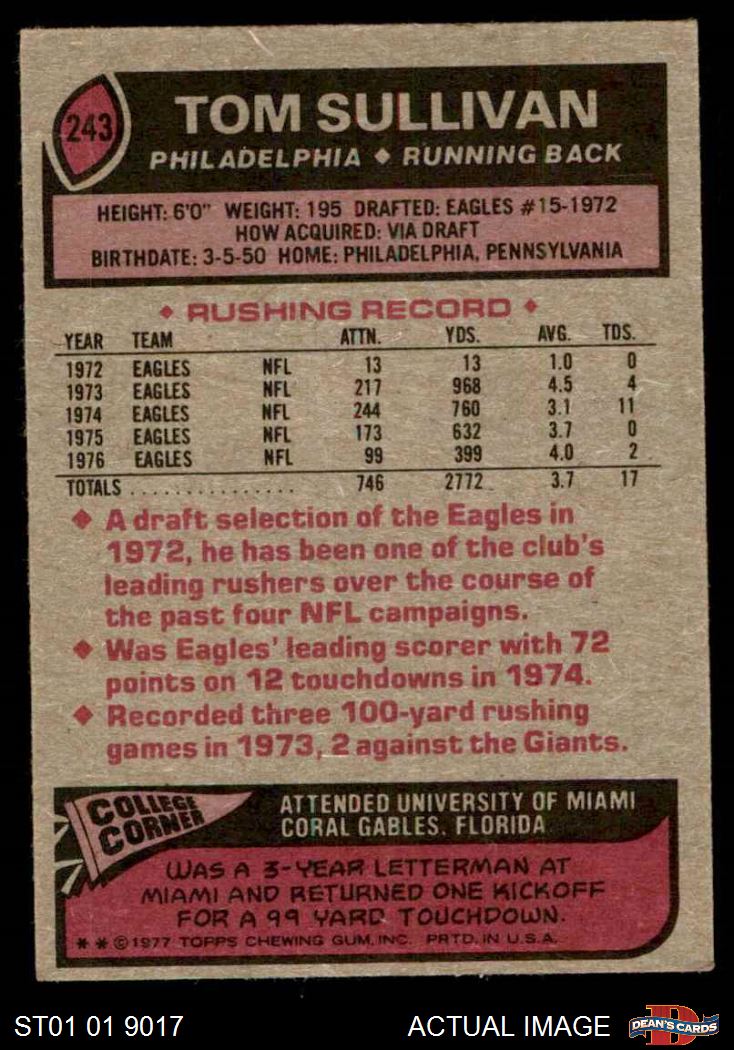 243
TOM SULLIVAN
PHILADELPHIA ♦ RUNNING BACK
HEIGHT: 6'0" WEIGHT: 195 DRAFTED: EAGLES #15-1972
HOW ACQUIRED: VIA DRAFT
BIRTHDATE: 3-5-50 HOME: PHILADELPHIA, PENNSYLVANIA
♦ RUSHING RECORD ♦
YEAR TEAM ATTN. YDS. AVG. TDS.
1972 EAGLES NFL 13 13 1.0 0
1973 EAGLES NFL 217 968 4.5 4
1974 EAGLES NFL 244 760 3.1 11
1975 EAGLES NFL 173 632 3.7 0
1976 EAGLES NFL 99 399 4.0 2
TOTALS ................ 746 2772 3.7 17
♦ A draft selection of the Eagles in
1972, he has been one of the club's
leading rushers over the course of
the past four NFL campaigns.
♦ Was Eagles' leading scorer with 72
points on 12 touchdowns in 1974.
♦ Recorded three 100-yard rushing
games in 1973, 2 against the Giants.
COLLEGE
CORNER
ATTENDED UNIVERSITY OF MIAMI
CORAL GABLES, FLORIDA
WAS A 3-YEAR LETTERMAN AT
MIAMI AND RETURNED ONE KICKOFF
FOR A 99 YARD TOUCHDOWN.
* * © 1977 TOPPS CHEWING GUM, INC. PRTD. IN U.S.A.
ST01 01 9017
ACTUAL IMAGE
DEAN'S CARDS